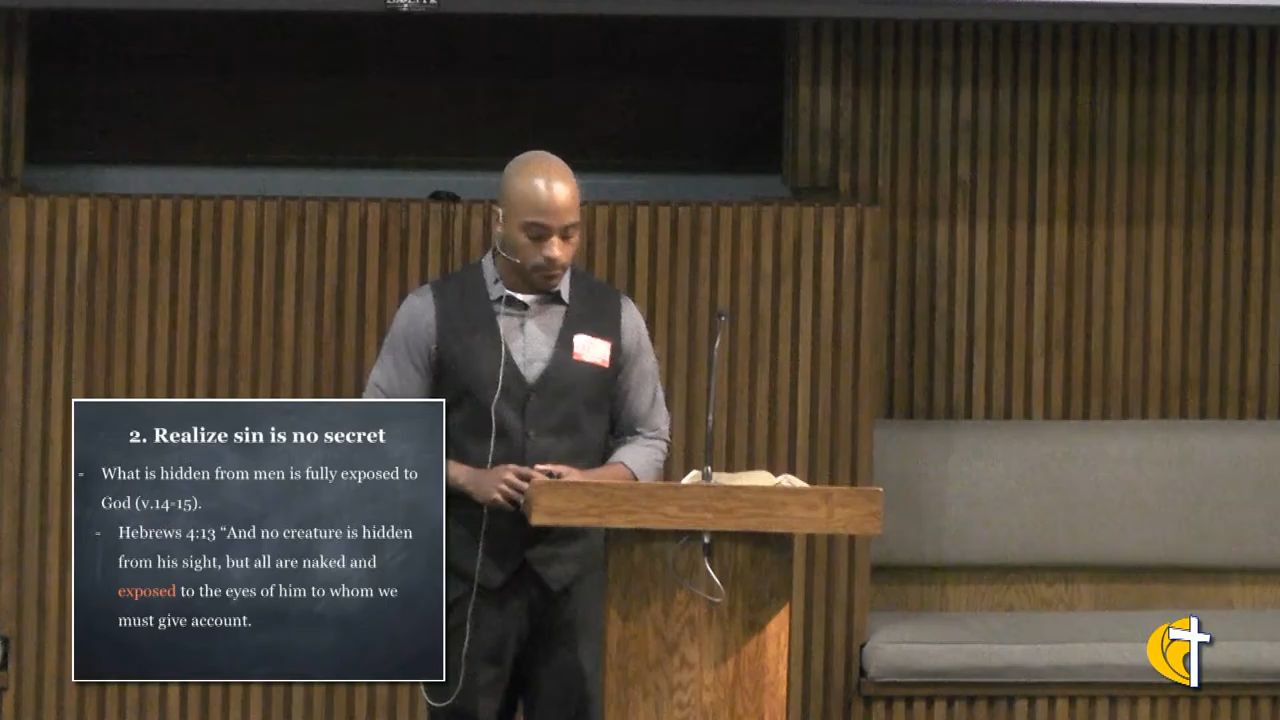 2. Realize sin is no secret
- What is hidden from men is fully exposed to
God (v.14-15).
- Hebrews 4:13 “And no creature is hidden
from his sight, but all are naked and
exposed to the eyes of him to whom we
must give account.